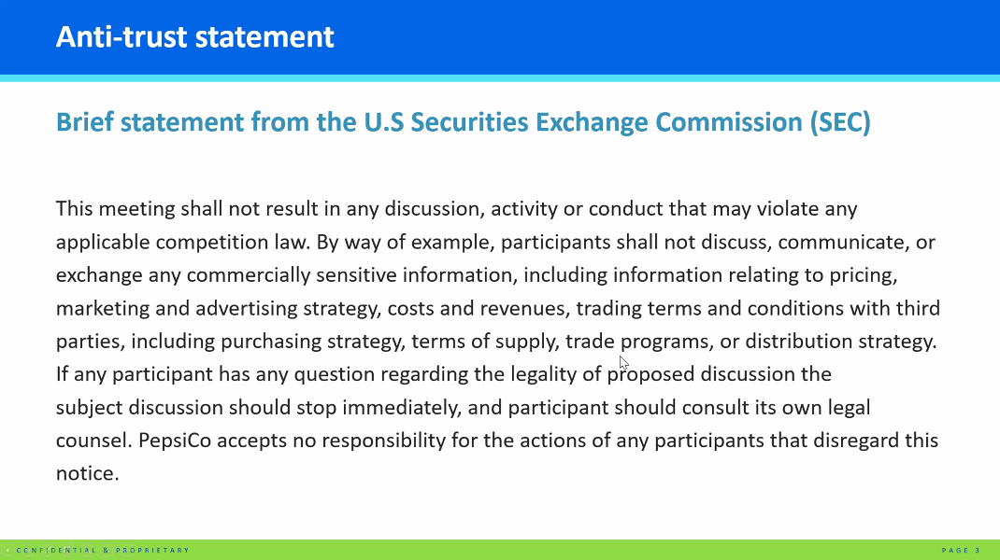 Anti-trust statement
Brief statement from the U.S Securities Exchange Commission (SEC)
This meeting shall not result in any discussion, activity or conduct that may violate any
applicable competition law. By way of example, participants shall not discuss, communicate, or
exchange any commercially sensitive information, including information relating to pricing,
marketing and advertising strategy, costs and revenues, trading terms and conditions with third
parties, including purchasing strategy, terms of supply, trade programs, or distribution strategy.
If any participant has any question regarding the legality of proposed discussion the
subject discussion should stop immediately, and participant should consult its own legal
counsel. PepsiCo accepts no responsibility for the actions of any participants that disregard this
notice.
CONFIDENTIAL & PROPRIETARY
PAGE 3